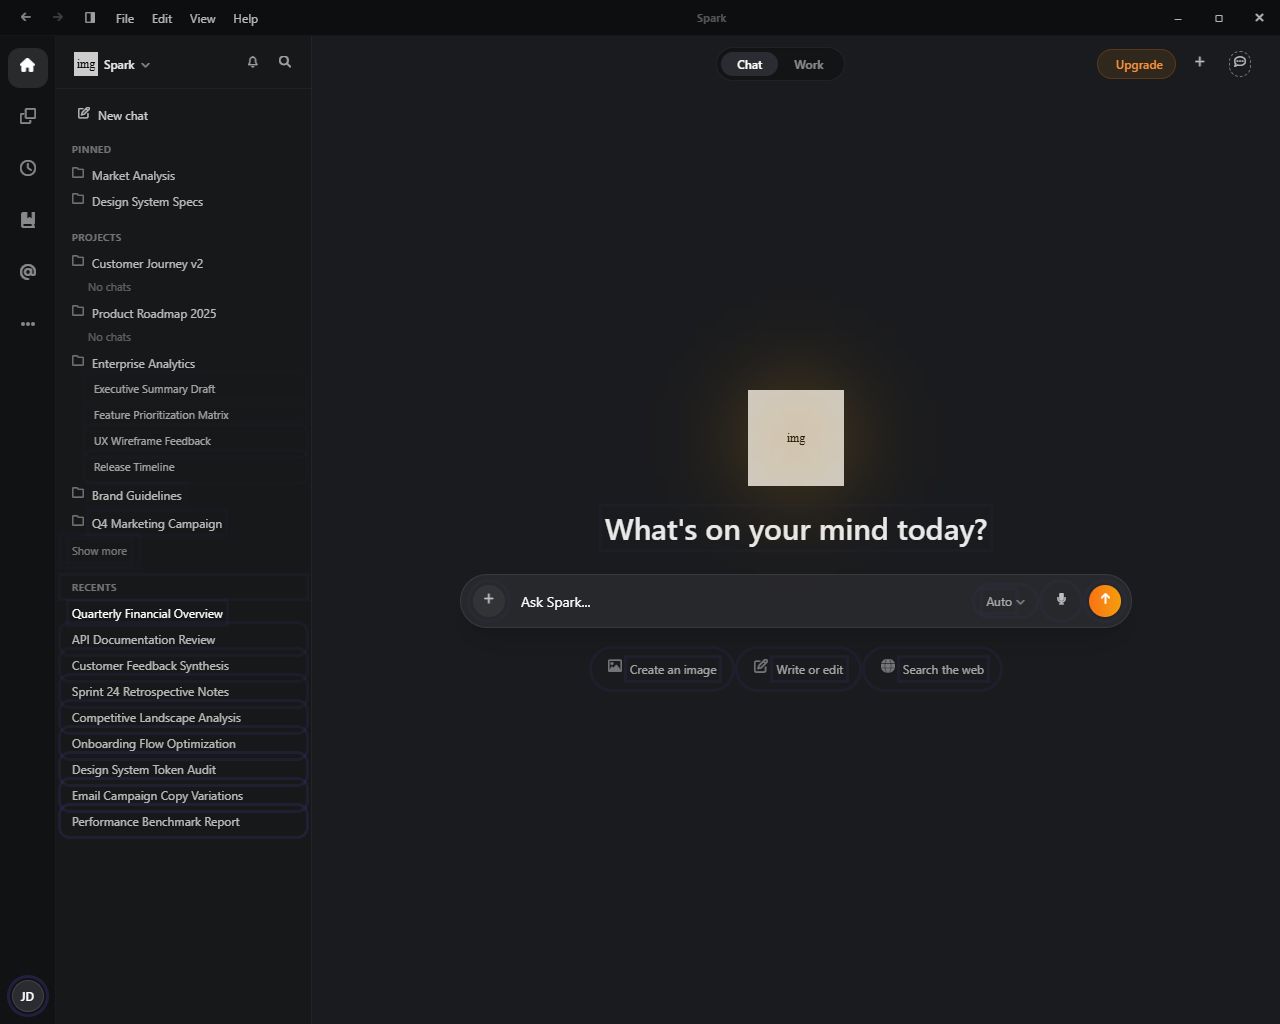 File Edit View Help
Spark
img Spark
Chat Work
Upgrade
New chat
PINNED
Market Analysis
Design System Specs
PROJECTS
Customer Journey v2
No chats
Product Roadmap 2025
No chats
Enterprise Analytics
Executive Summary Draft
Feature Prioritization Matrix
UX Wireframe Feedback
Release Timeline
Brand Guidelines
Q4 Marketing Campaign
Show more
RECENTS
Quarterly Financial Overview
API Documentation Review
Customer Feedback Synthesis
Sprint 24 Retrospective Notes
Competitive Landscape Analysis
Onboarding Flow Optimization
Design System Token Audit
Email Campaign Copy Variations
Performance Benchmark Report
JD
img
What's on your mind today?
Ask Spark...
Auto
Create an image
Write or edit
Search the web